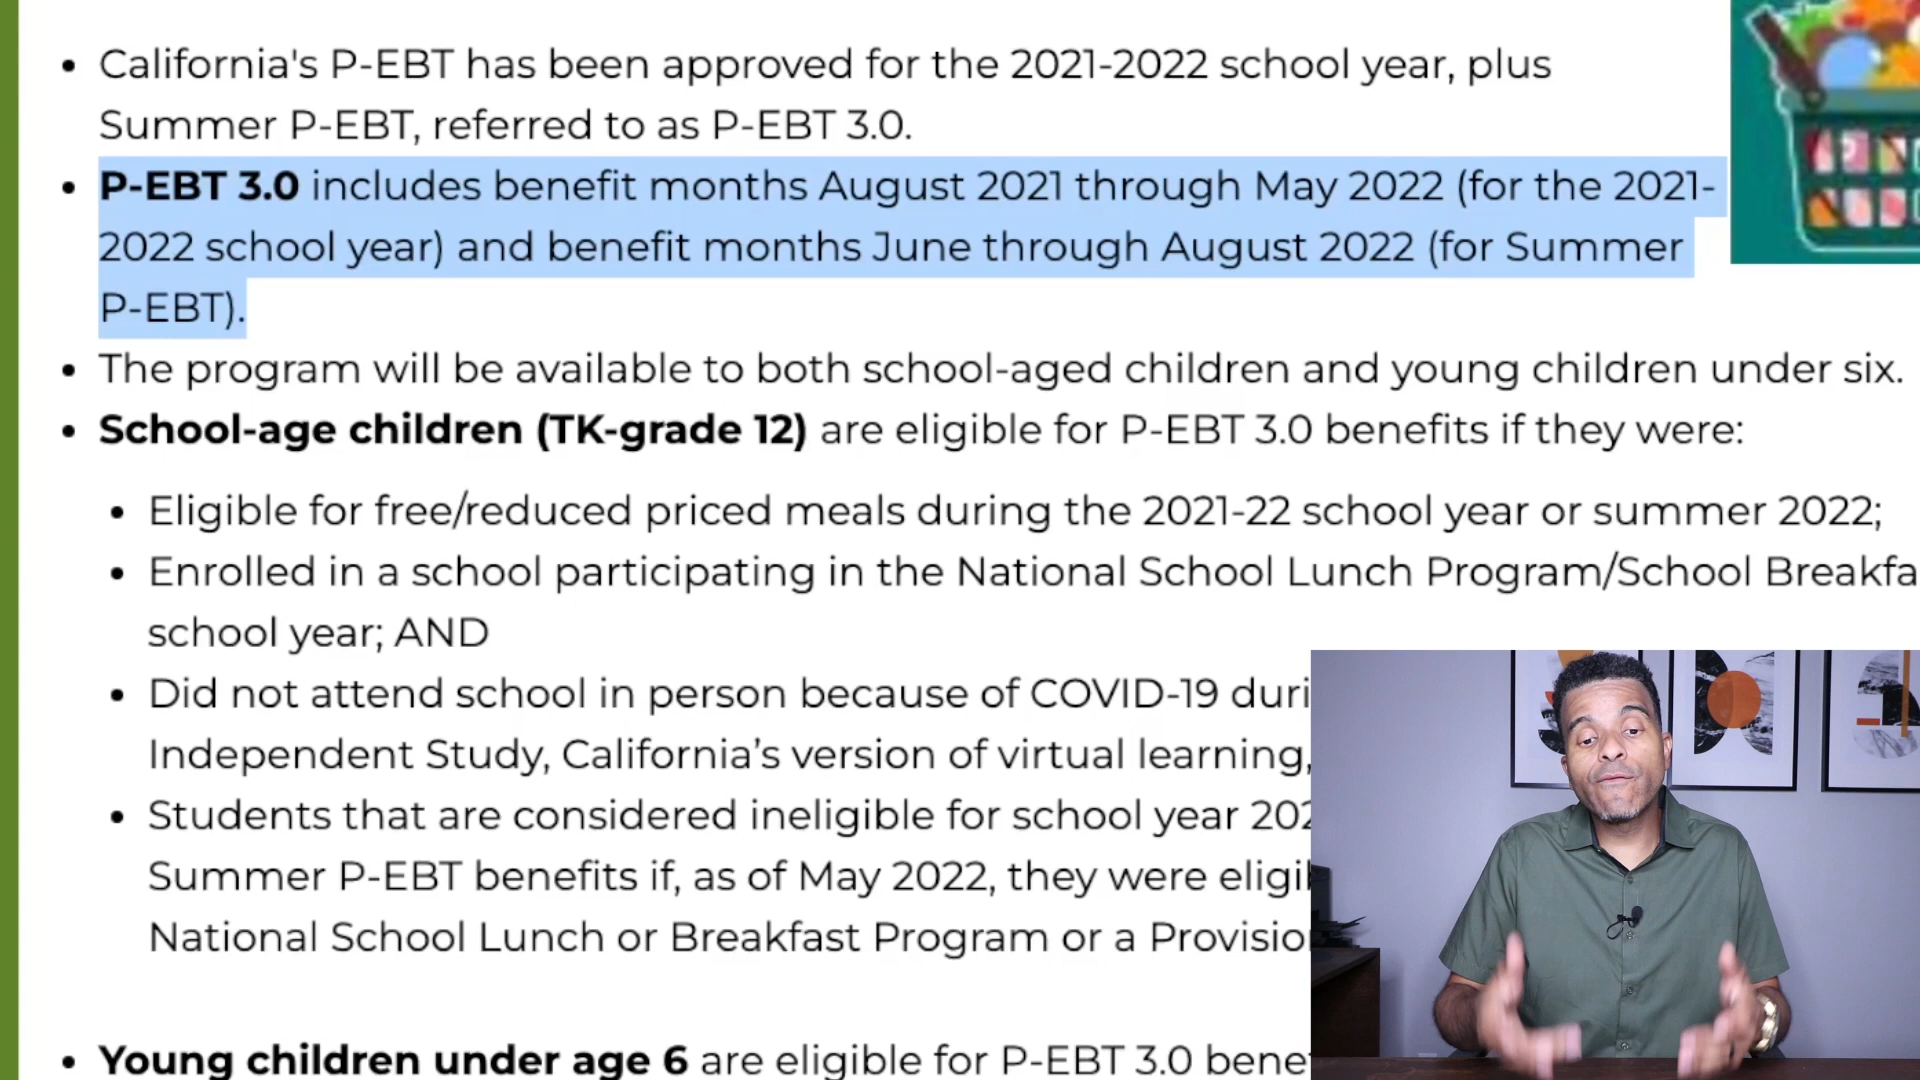 California's P-EBT has been approved for the 2021-2022 school year, plus
Summer P-EBT, referred to as P-EBT 3.0.
P-EBT 3.0 includes benefit months August 2021 through May 2022 (for the 2021-
2022 school year) and benefit months June through August 2022 (for Summer
P-EBT).
The program will be available to both school-aged children and young children under six.
School-age children (TK-grade 12) are eligible for P-EBT 3.0 benefits if they were:
Eligible for free/reduced priced meals during the 2021-22 school year or summer 2022;
Enrolled in a school participating in the National School Lunch Program/School
school year; AND
Did not attend school in person because of COVID-19
Independent Study, California’s version of virtual learning,
Students that are considered ineligible for school year
Summer P-EBT benefits if, as of May 2022, they were
National School Lunch or Breakfast Program or a
Young children under age 6 are eligible for P-EBT 3.0